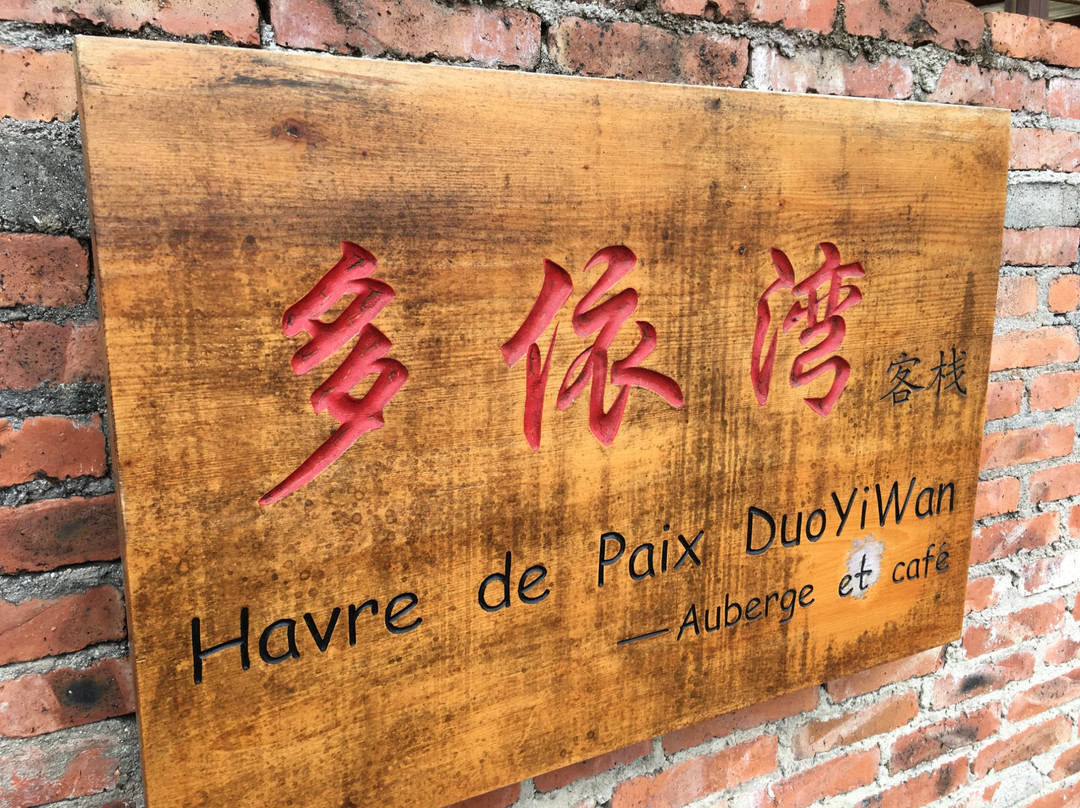 多依湾 客栈
Havre de Paix DuoYiWan
—Auberge et café